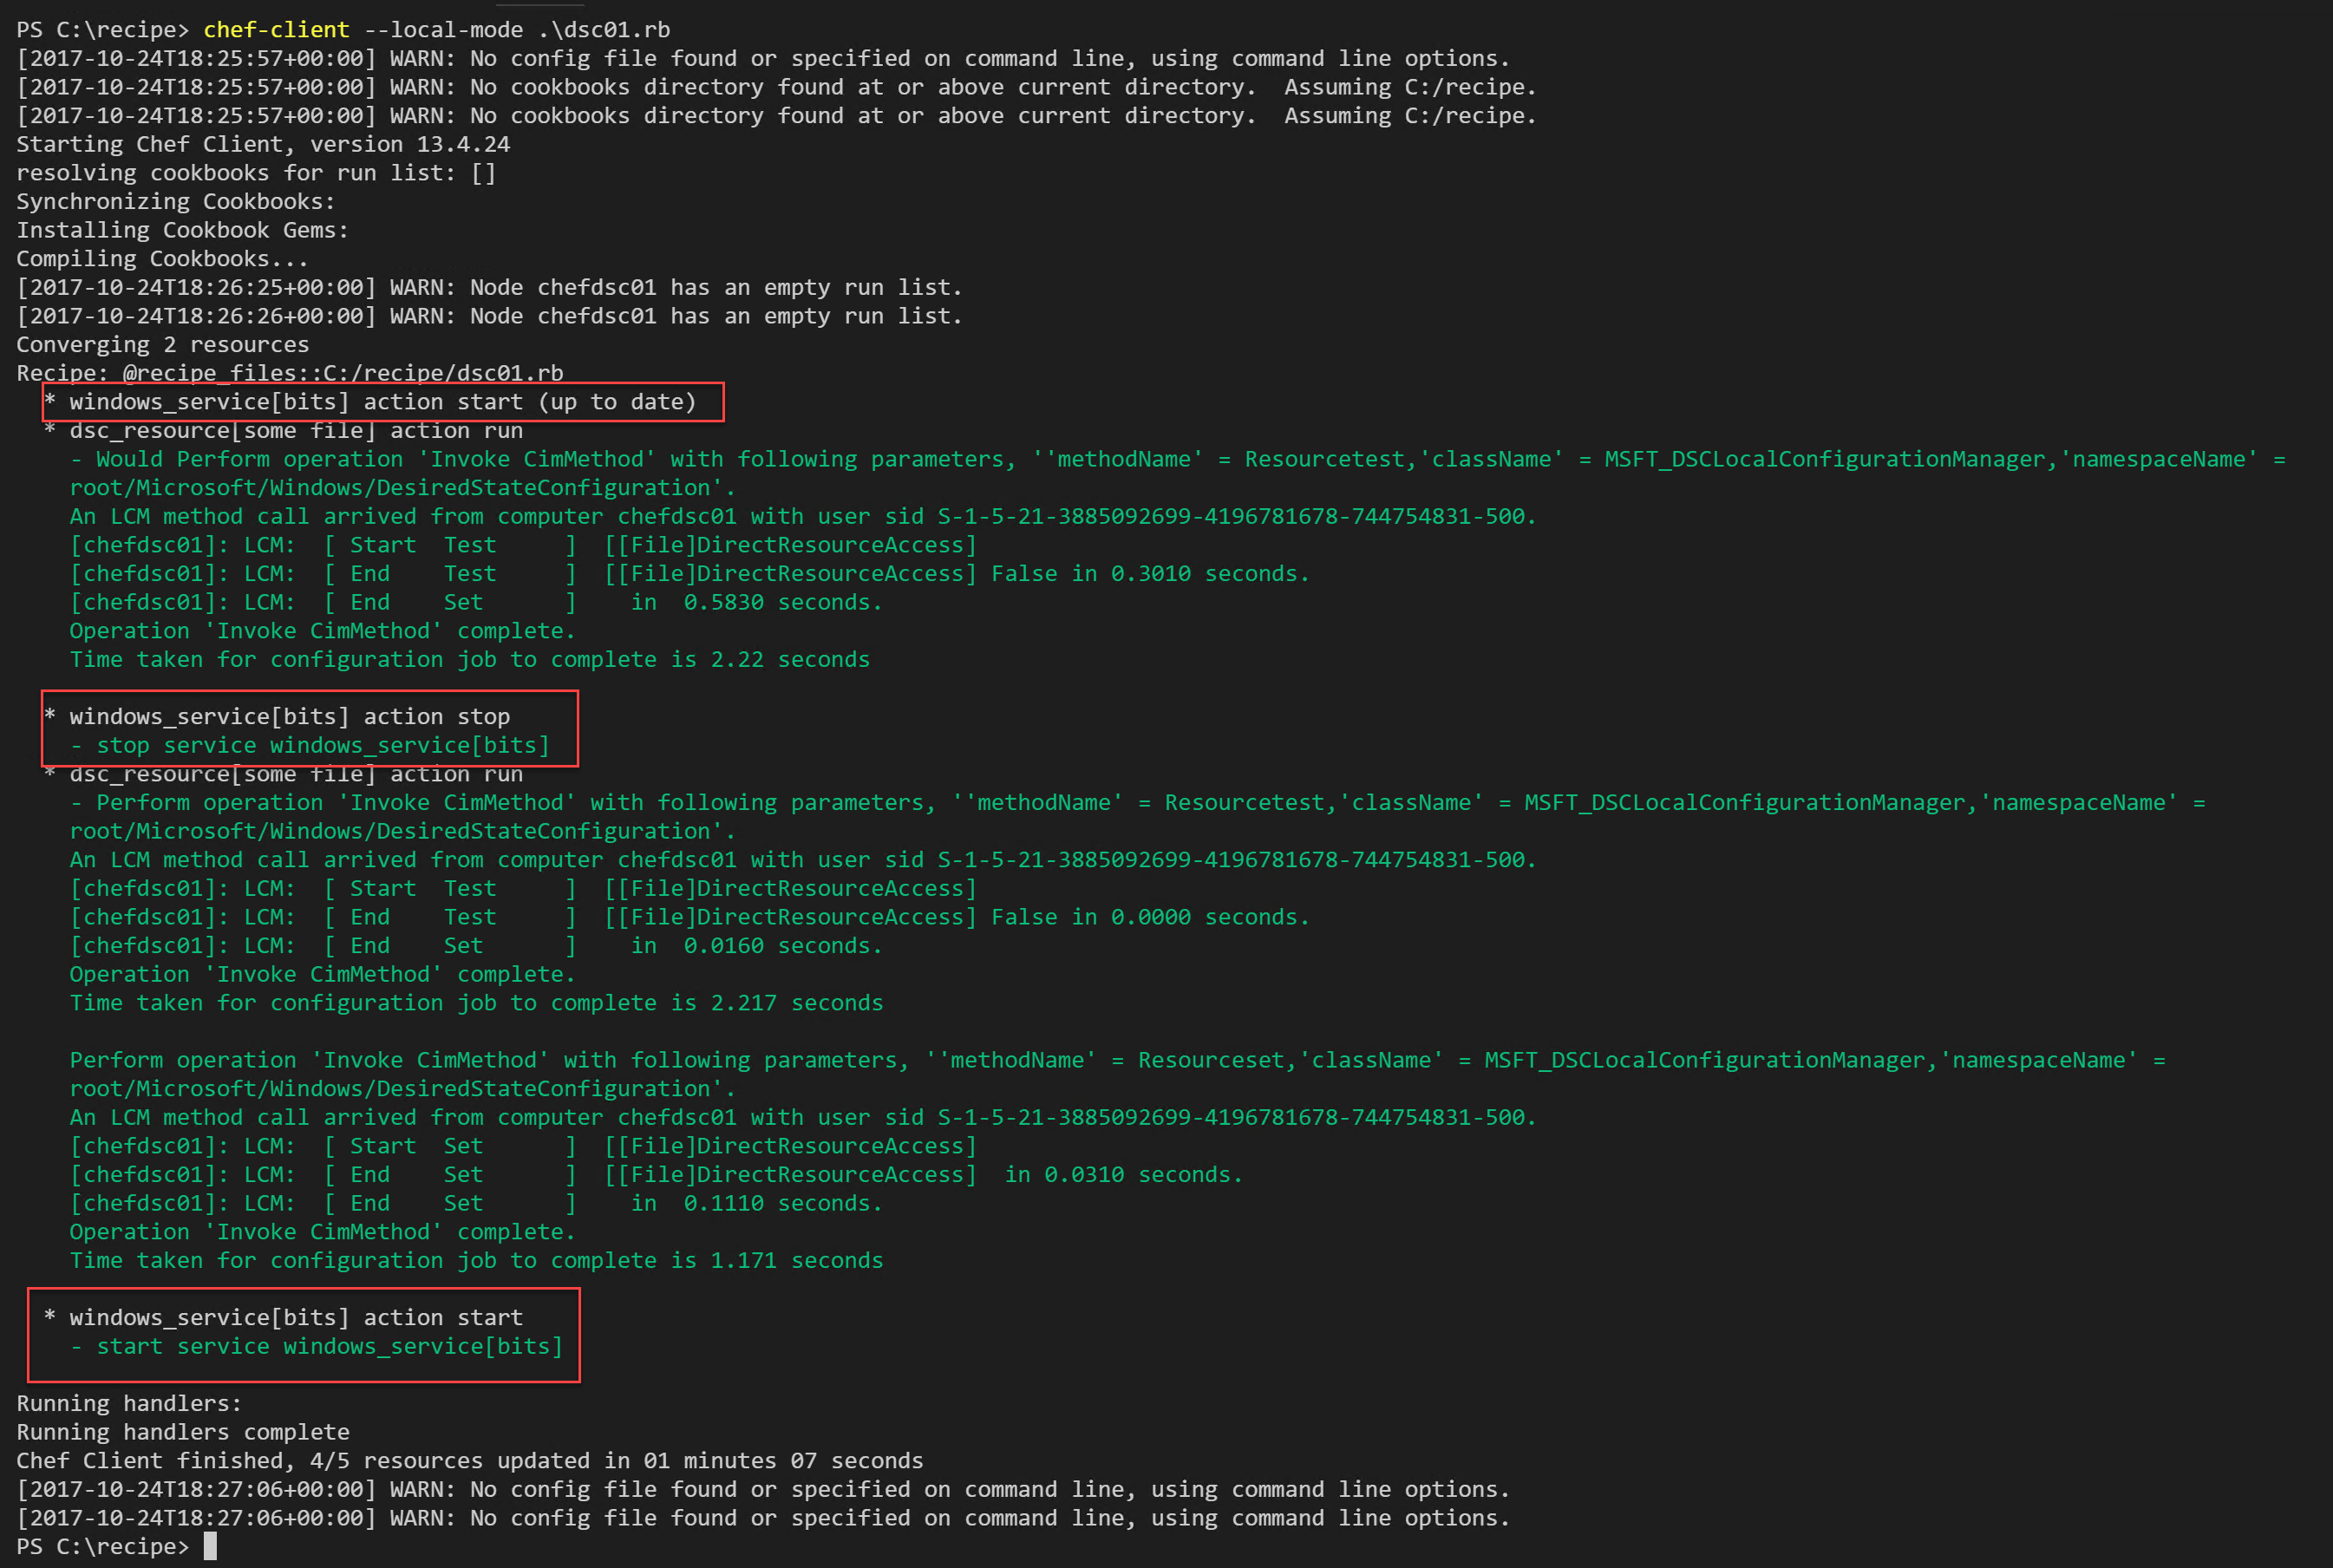 PS C:\recipe> chef-client --local-mode .\dsc01.rb
[2017-10-24T18:25:57+00:00] WARN: No config file found or specified on command line, using command line options.
[2017-10-24T18:25:57+00:00] WARN: No cookbooks directory found at or above current directory.  Assuming C:/recipe.
[2017-10-24T18:25:57+00:00] WARN: No cookbooks directory found at or above current directory.  Assuming C:/recipe.
Starting Chef Client, version 13.4.24
resolving cookbooks for run list: []
Synchronizing Cookbooks:
Installing Cookbook Gems:
Compiling Cookbooks...
[2017-10-24T18:26:25+00:00] WARN: Node chefdsc01 has an empty run list.
[2017-10-24T18:26:26+00:00] WARN: Node chefdsc01 has an empty run list.
Converging 2 resources
Recipe: @recipe_files::C:/recipe/dsc01.rb
  * windows_service[bits] action start (up to date)
  * dsc_resource[some file] action run
    - Would Perform operation 'Invoke CimMethod' with following parameters, ''methodName' = Resourcetest,'className' = MSFT_DSCLocalConfigurationManager,'namespaceName' =
    root/Microsoft/Windows/DesiredStateConfiguration'.
    An LCM method call arrived from computer chefdsc01 with user sid S-1-5-21-3885092699-4196781678-744754831-500.
    [chefdsc01]: LCM:  [ Start  Test     ]  [[File]DirectResourceAccess]
    [chefdsc01]: LCM:  [ End    Test     ]  [[File]DirectResourceAccess] False in 0.3010 seconds.
    [chefdsc01]: LCM:  [ End    Set      ]    in  0.5830 seconds.
    Operation 'Invoke CimMethod' complete.
    Time taken for configuration job to complete is 2.22 seconds
  * windows_service[bits] action stop
    - stop service windows_service[bits]
  * dsc_resource[some file] action run
    - Perform operation 'Invoke CimMethod' with following parameters, ''methodName' = Resourcetest,'className' = MSFT_DSCLocalConfigurationManager,'namespaceName' =
    root/Microsoft/Windows/DesiredStateConfiguration'.
    An LCM method call arrived from computer chefdsc01 with user sid S-1-5-21-3885092699-4196781678-744754831-500.
    [chefdsc01]: LCM:  [ Start  Test     ]  [[File]DirectResourceAccess]
    [chefdsc01]: LCM:  [ End    Test     ]  [[File]DirectResourceAccess] False in 0.0000 seconds.
    [chefdsc01]: LCM:  [ End    Set      ]    in  0.0160 seconds.
    Operation 'Invoke CimMethod' complete.
    Time taken for configuration job to complete is 2.217 seconds
    Perform operation 'Invoke CimMethod' with following parameters, ''methodName' = Resourceset,'className' = MSFT_DSCLocalConfigurationManager,'namespaceName' =
    root/Microsoft/Windows/DesiredStateConfiguration'.
    An LCM method call arrived from computer chefdsc01 with user sid S-1-5-21-3885092699-4196781678-744754831-500.
    [chefdsc01]: LCM:  [ Start  Set      ]  [[File]DirectResourceAccess]
    [chefdsc01]: LCM:  [ End    Set      ]  [[File]DirectResourceAccess]  in 0.0310 seconds.
    [chefdsc01]: LCM:  [ End    Set      ]    in  0.1110 seconds.
    Operation 'Invoke CimMethod' complete.
    Time taken for configuration job to complete is 1.171 seconds
  * windows_service[bits] action start
    - start service windows_service[bits]
Running handlers:
Running handlers complete
Chef Client finished, 4/5 resources updated in 01 minutes 07 seconds
[2017-10-24T18:27:06+00:00] WARN: No config file found or specified on command line, using command line options.
[2017-10-24T18:27:06+00:00] WARN: No config file found or specified on command line, using command line options.
PS C:\recipe>